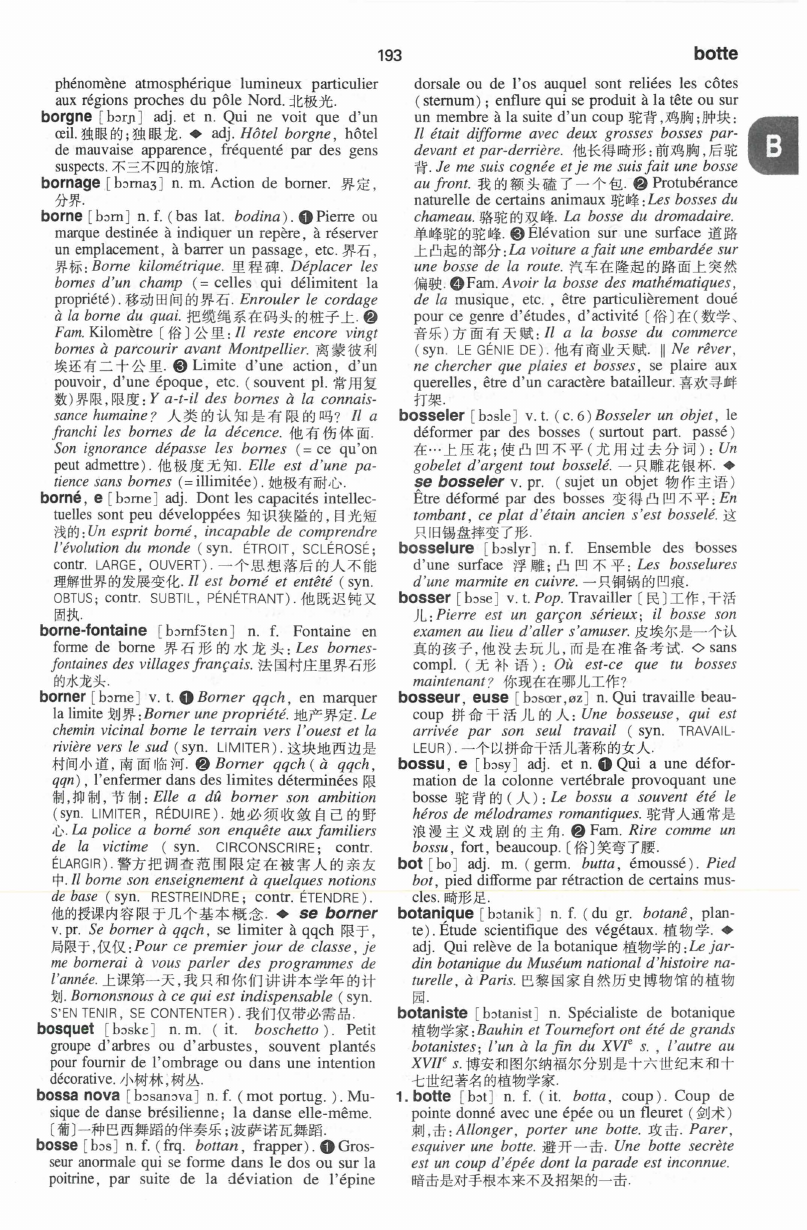 193
botte
phénomène atmosphérique lumineux particulier
aux régions proches du pôle Nord. 北极光.
borgne [bɔrɲ] adj. et n. Qui ne voit que d'un
œil. 独眼的; 独眼龙. ◆ adj. Hôtel borgne, hôtel
de mauvaise apparence, fréquenté par des gens
suspects. 不三不四的旅馆.
bornage [bɔrnaʒ] n. m. Action de borner. 界定,
分界.
borne [bɔrn] n. f. (bas lat. bodina). ❶ Pierre ou
marque destinée à indiquer un repère, à réserver
un emplacement, à barrer un passage, etc. 界石,
界标: Borne kilométrique. 里程碑. Déplacer les
bornes d'un champ (= celles qui délimitent la
propriété). 移动田间的界石. Enrouler le cordage
à la borne du quai. 把缆绳系在码头的桩子上. ❷
Fam. Kilomètre〔俗〕公里: Il reste encore vingt
bornes à parcourir avant Montpellier. 离蒙彼利
埃还有二十公里. ❸ Limite d'une action, d'un
pouvoir, d'une époque, etc. (souvent pl. 常用复
数) 界限, 限度: Y a-t-il des bornes à la connais-
sance humaine? 人类的认知是有限的吗? Il a
franchi les bornes de la décence. 他有伤体面.
Son ignorance dépasse les bornes (= ce qu'on
peut admettre). 他极度无知. Elle est d'une pa-
tience sans bornes (= illimitée). 她极有耐心.
borné, e [bɔrne] adj. Dont les capacités intellec-
tuelles sont peu développées 知识狭隘的, 目光短
浅的: Un esprit borné, incapable de comprendre
l'évolution du monde (syn. ÉTROIT, SCLÉROSÉ;
contr. LARGE, OUVERT). 一个思想落后的人不能
理解世界的发展变化. Il est borné et entêté (syn.
OBTUS; contr. SUBTIL, PÉNÉTRANT). 他既迟钝又
固执.
borne-fontaine [bɔrnfɔ̃tɛn] n. f. Fontaine en
forme de borne 界石形的水龙头: Les bornes-
fontaines des villages français. 法国村庄里界石形
的水龙头.
borner [bɔrne] v. t. ❶ Borner qqch, en marquer
la limite 划界: Borner une propriété. 地产界定. Le
chemin vicinal borne le terrain vers l'ouest et la
rivière vers le sud (syn. LIMITER). 这块地西边是
村间小道, 南面临河. ❷ Borner qqch (à qqch,
qqn), l'enfermer dans des limites déterminées 限
制, 抑制, 节制: Elle a dû borner son ambition
(syn. LIMITER, RÉDUIRE). 她必须收敛自己的野
心. La police a borné son enquête aux familiers
de la victime (syn. CIRCONSCRIRE; contr.
ÉLARGIR). 警方把调查范围限定在被害人的亲友
中. Il borne son enseignement à quelques notions
de base (syn. RESTREINDRE; contr. ÉTENDRE).
他的授课内容限于几个基本概念. ◆ se borner
v. pr. Se borner à qqch, se limiter à qqch 限于,
局限于, 仅仅: Pour ce premier jour de classe, je
me bornerai à vous parler des programmes de
l'année. 上课第一天, 我只和你们讲讲本学年的计
划. Bornonsnous à ce qui est indispensable (syn.
S'EN TENIR, SE CONTENTER). 我们仅带必需品.
bosquet [bɔskɛ] n. m. (it. boschetto). Petit
groupe d'arbres ou d'arbustes, souvent plantés
pour fournir de l'ombrage ou dans une intention
décorative. 小树林, 树丛.
bossa nova [bɔsanɔva] n. f. (mot portug.). Mu-
sique de danse brésilienne; la danse elle-même.
〔葡〕一种巴西舞蹈的伴奏乐; 波萨诺瓦舞蹈.
bosse [bɔs] n. f. (frq. bottan, frapper). ❶ Gros-
seur anormale qui se forme dans le dos ou sur la
poitrine, par suite de la déviation de l'épine
dorsale ou de l'os auquel sont reliées les côtes
(sternum); enflure qui se produit à la tête ou sur
un membre à la suite d'un coup 驼背, 鸡胸; 肿块:
Il était difforme avec deux grosses bosses par-
devant et par-derrière. 他长得畸形: 前鸡胸, 后驼
背. Je me suis cognée et je me suis fait une bosse
au front. 我的额头磕了一个包. ❷ Protubérance
naturelle de certains animaux 驼峰: Les bosses du
chameau. 骆驼的双峰. La bosse du dromadaire.
单峰驼的驼峰. ❸ Élévation sur une surface 道路
上凸起的部分: La voiture a fait une embardée sur
une bosse de la route. 汽车在隆起的路面上突然
偏驶. ❹ Fam. Avoir la bosse des mathématiques,
de la musique, etc., être particulièrement doué
pour ce genre d'études, d'activité〔俗〕在(数学、
音乐)方面有天赋: Il a la bosse du commerce
(syn. LE GÉNIE DE). 他有商业天赋. ‖ Ne rêver,
ne chercher que plaies et bosses, se plaire aux
querelles, être d'un caractère batailleur. 喜欢寻衅
打架.
bosseler [bɔsle] v. t. (c. 6) Bosseler un objet, le
déformer par des bosses (surtout part. passé)
在…上压花; 使凸凹不平(尤用过去分词): Un
gobelet d'argent tout bosselé. 一只雕花银杯. ◆
se bosseler v. pr. (sujet un objet 物作主语)
Être déformé par des bosses 变得凸凹不平: En
tombant, ce plat d'étain ancien s'est bosselé. 这
只旧锡盘摔变了形.
bosselure [bɔslyr] n. f. Ensemble des bosses
d'une surface 浮雕; 凸凹不平: Les bosselures
d'une marmite en cuivre. 一只铜锅的凹痕.
bosser [bɔse] v. t. Pop. Travailler〔民〕工作, 干活
儿: Pierre est un garçon sérieux; il bosse son
examen au lieu d'aller s'amuser. 皮埃尔是一个认
真的孩子, 他没去玩儿, 而是在准备考试. ◇ sans
compl. (无补语): Où est-ce que tu bosses
maintenant? 你现在在哪儿工作?
bosseur, euse [bɔsœr, øz] n. Qui travaille beau-
coup 拼命干活儿的人: Une bosseuse, qui est
arrivée par son seul travail (syn. TRAVAIL-
LEUR). 一个以拼命干活儿著称的女人.
bossu, e [bɔsy] adj. et n. ❶ Qui a une défor-
mation de la colonne vertébrale provoquant une
bosse 驼背的(人): Le bossu a souvent été le
héros de mélodrames romantiques. 驼背人通常是
浪漫主义戏剧的主角. ❷ Fam. Rire comme un
bossu, fort, beaucoup.〔俗〕笑弯了腰.
bot [bo] adj. m. (germ. butta, émoussé). Pied
bot, pied difforme par rétraction de certains mus-
cles. 畸形足.
botanique [bɔtanik] n. f. (du gr. botanê, plan-
te). Étude scientifique des végétaux. 植物学. ◆
adj. Qui relève de la botanique 植物学的: Le jar-
din botanique du Muséum national d'histoire na-
turelle, à Paris. 巴黎国家自然历史博物馆的植物
园.
botaniste [bɔtanist] n. Spécialiste de botanique
植物学家: Bauhin et Tournefort ont été de grands
botanistes; l'un à la fin du XVIᵉ s., l'autre au
XVIIᵉ s. 博安和图尔纳福尔分别是十六世纪末和十
七世纪著名的植物学家.
1. botte [bɔt] n. f. (it. botta, coup). Coup de
pointe donné avec une épée ou un fleuret (剑术)
刺, 击: Allonger, porter une botte. 攻击. Parer,
esquiver une botte. 避开一击. Une botte secrète
est un coup d'épée dont la parade est inconnue.
暗击是对手根本来不及招架的一击.
B